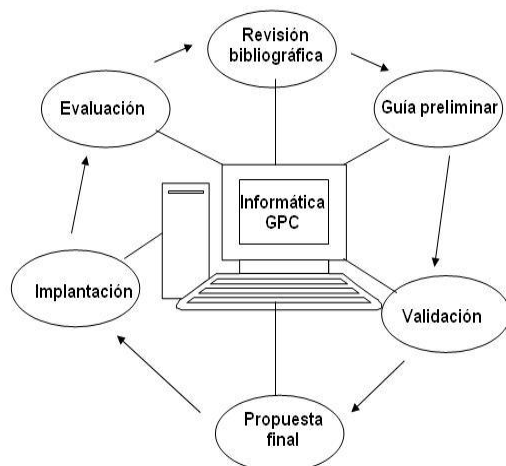 Revisión
bibliográfica
Guía preliminar
Validación
Propuesta
final
Implantación
Evaluación
Informática
GPC